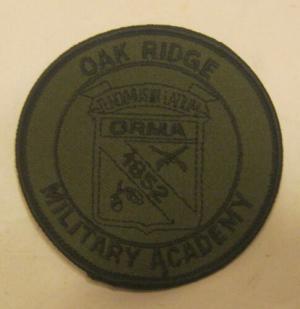 OAK RIDGE
ORMA
1852
MILITARY ACADEMY